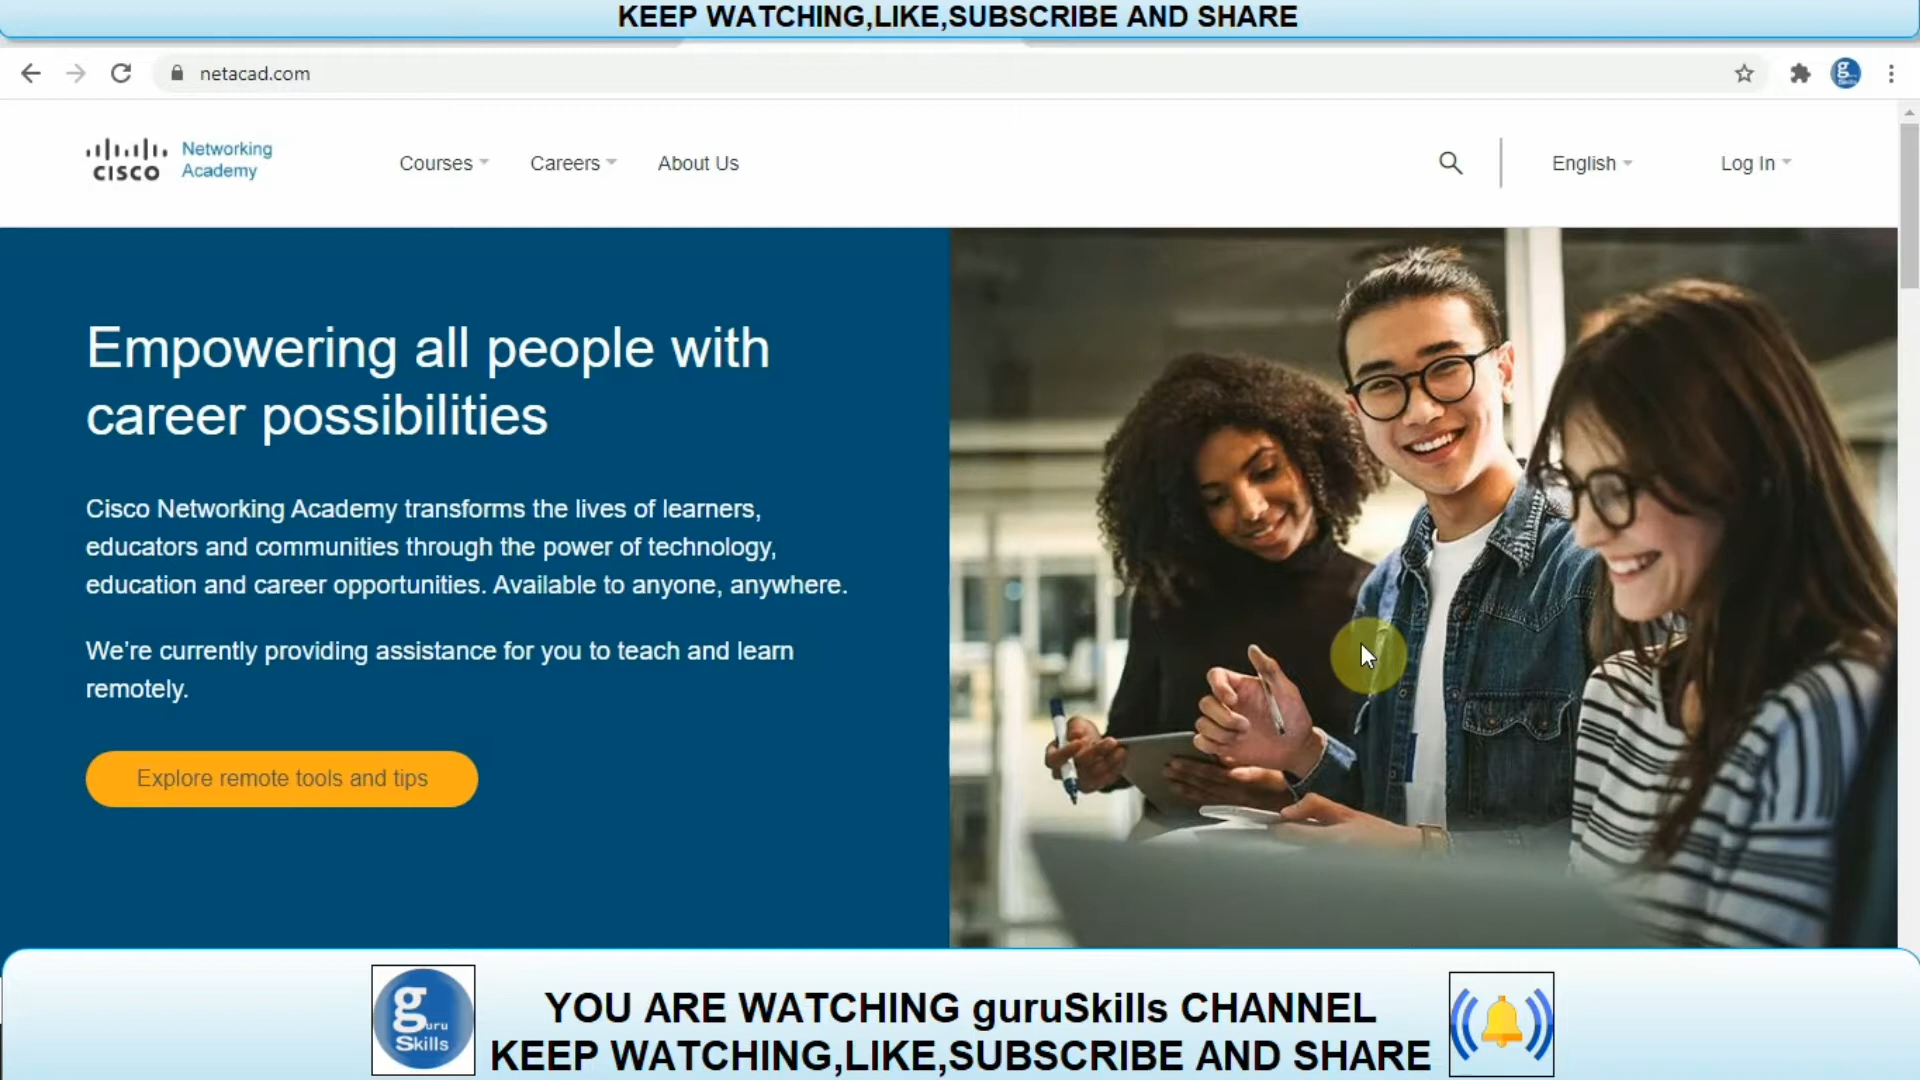 KEEP WATCHING,LIKE,SUBSCRIBE AND SHARE
netacad.com
g
CISCO
Networking
Academy
Courses
Careers
About Us
English
Log In
Empowering all people with
career possibilities
Cisco Networking Academy transforms the lives of learners,
educators and communities through the power of technology,
education and career opportunities. Available to anyone, anywhere.
We’re currently providing assistance for you to teach and learn
remotely.
Explore remote tools and tips
guru
Skills
YOU ARE WATCHING guruSkills CHANNEL
KEEP WATCHING,LIKE,SUBSCRIBE AND SHARE